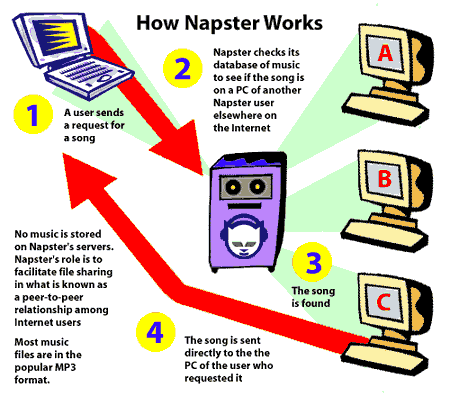 How Napster Works
1
A user sends
a request for
a song
2
Napster checks its
database of music
to see if the song is
on a PC of another
Napster user
elsewhere on
the Internet
A
B
C
3
The song
is found
No music is stored
on Napster's servers.
Napster's role is to
facilitate file sharing
in what is known as
a peer-to-peer
relationship among
Internet users
Most music
files are in the
popular MP3
format.
4
The song is sent
directly to the the
PC of the user who
requested it